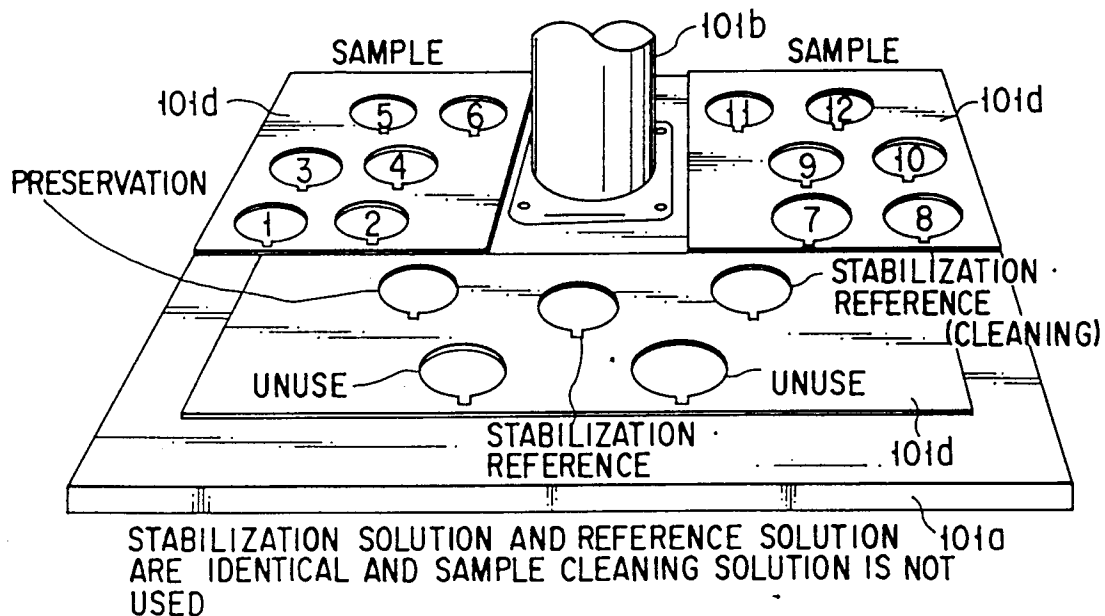 101b
SAMPLE
SAMPLE
101d
5
6
11
12
101d
3
4
9
10
PRESERVATION
1
2
7
8
STABILIZATION
REFERENCE
(CLEANING)
UNUSE
UNUSE
STABILIZATION
REFERENCE
101d
101a
STABILIZATION SOLUTION AND REFERENCE SOLUTION
ARE IDENTICAL AND SAMPLE CLEANING SOLUTION IS NOT
USED